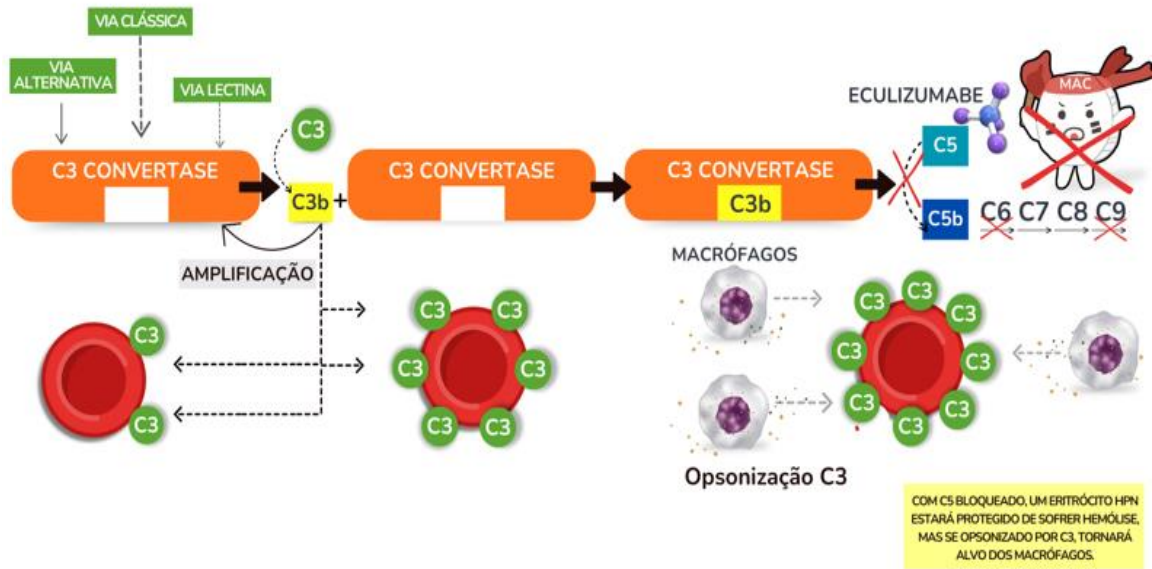 VIA CLÁSSICA
VIA
ALTERNATIVA
VIA LECTINA
C3
C3 CONVERTASE
C3b
+
C3 CONVERTASE
C3 CONVERTASE
C3b
ECULIZUMABE
MAC
C5
C5b
C6 C7 C8 C9
AMPLIFICAÇÃO
C3
C3
C3
C3
C3
C3
C3
C3
MACRÓFAGOS
C3
C3
C3
C3
C3
C3
C3
C3
Opsonização C3
COM C5 BLOQUEADO, UM ERITRÓCITO HPN
ESTARÁ PROTEGIDO DE SOFRER HEMÓLISE,
MAS SE OPSONIZADO POR C3, TORNARÁ
ALVO DOS MACRÓFAGOS.